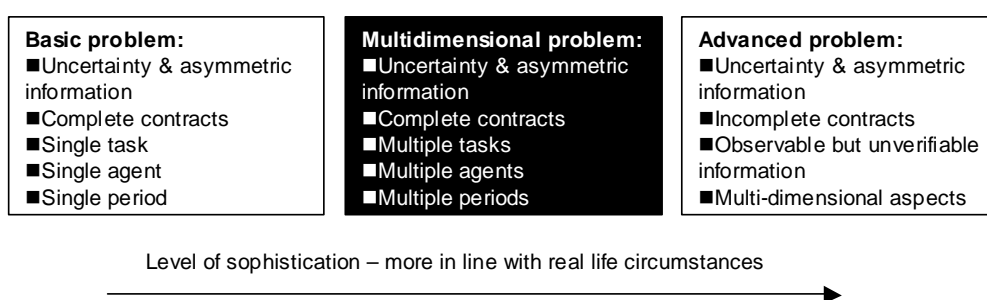 Basic problem:
■Uncertainty & asymmetric
information
■Complete contracts
■Single task
■Single agent
■Single period
Multidimensional problem:
■Uncertainty & asymmetric
information
■Complete contracts
■Multiple tasks
■Multiple agents
■Multiple periods
Advanced problem:
■Uncertainty & asymmetric
information
■Incomplete contracts
■Observable but unverifiable
information
■Multi-dimensional aspects
Level of sophistication – more in line with real life circumstances